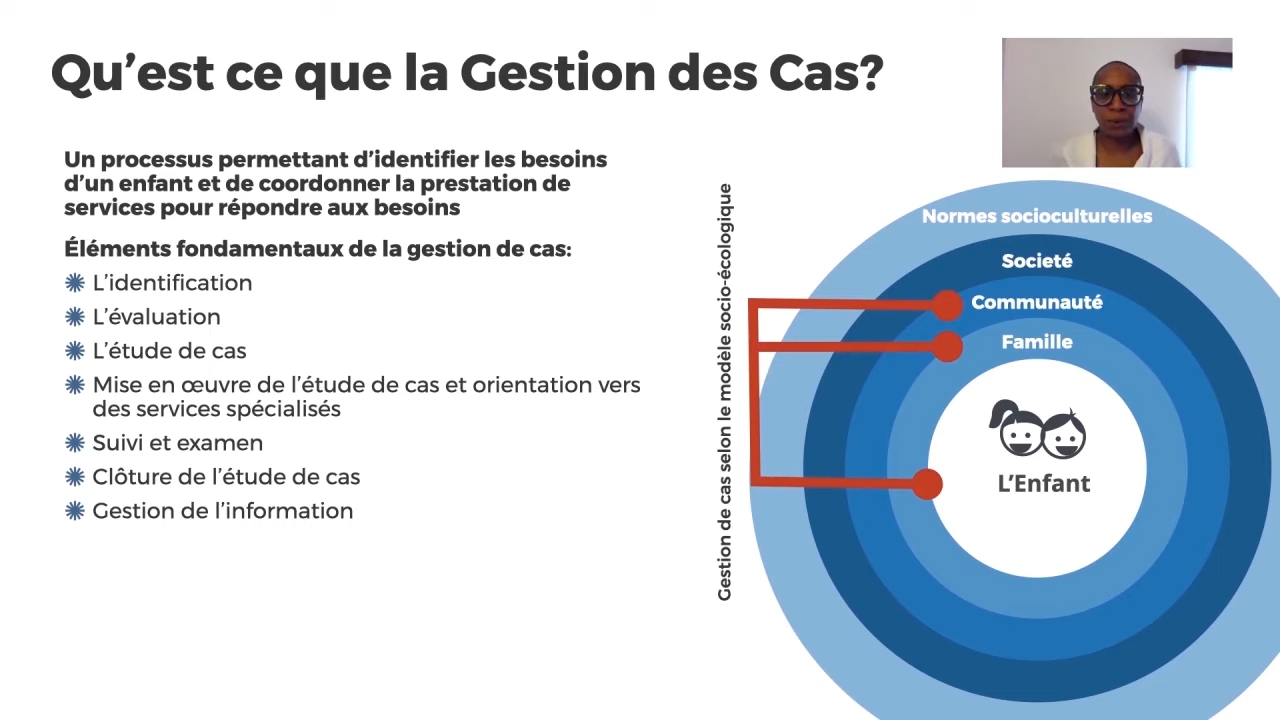 Qu’est ce que la Gestion des Cas?
Un processus permettant d’identifier les besoins
d’un enfant et de coordonner la prestation de
services pour répondre aux besoins
Éléments fondamentaux de la gestion de cas:
L’identification
L’évaluation
L’étude de cas
Mise en œuvre de l’étude de cas et orientation vers
des services spécialisés
Suivi et examen
Clôture de l’étude de cas
Gestion de l’information
Gestion de cas selon le modèle socio-écologique
Normes socioculturelles
Societé
Communauté
Famille
L’Enfant